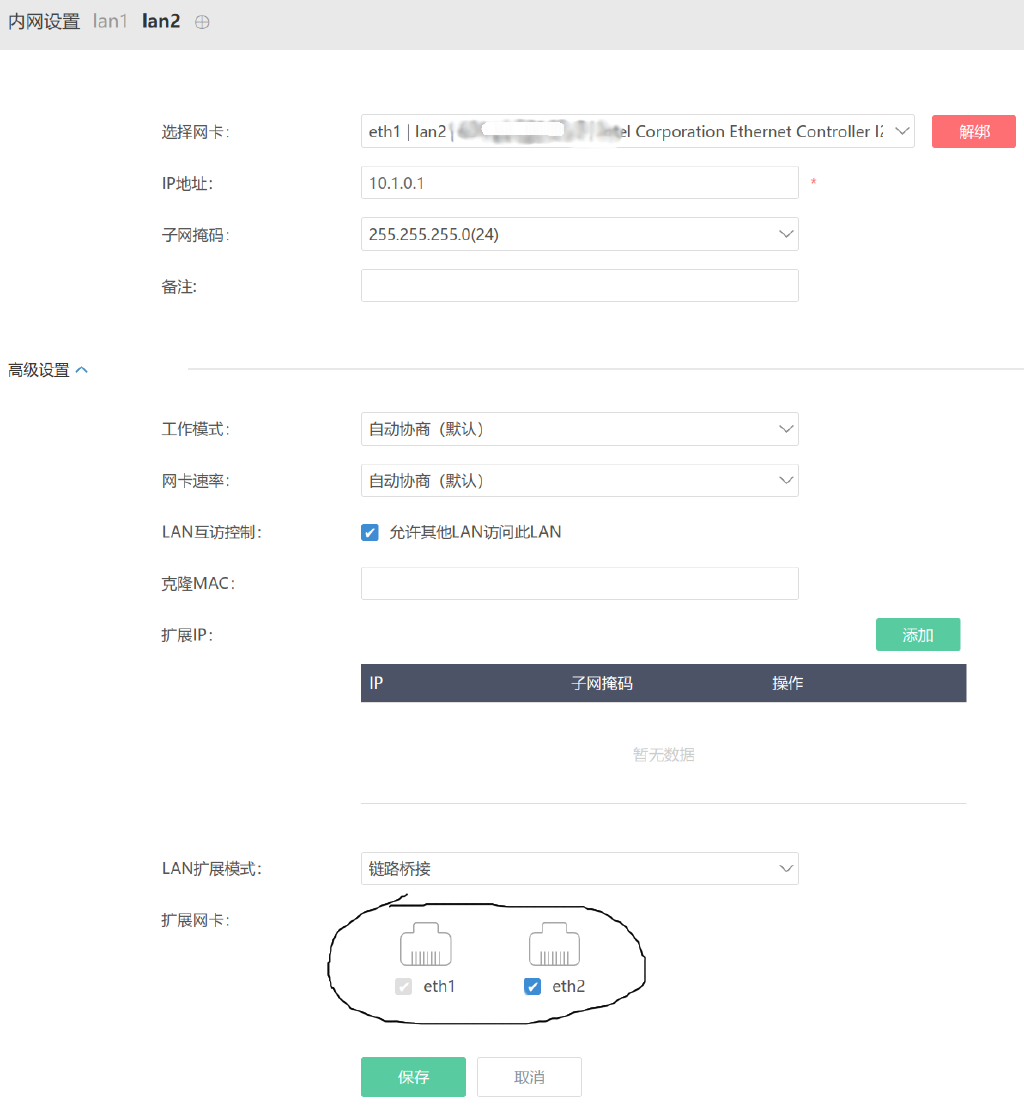 内网设置 lan1 lan2
选择网卡: eth1 | lan2 Corporation Ethernet Controller I2 解绑
IP地址: 10.1.0.1 *
子网掩码: 255.255.255.0(24)
备注:
高级设置
工作模式: 自动协商（默认）
网卡速率: 自动协商（默认）
LAN互访控制: 允许其他LAN访问此LAN
克隆MAC:
扩展IP: 添加
IP 子网掩码 操作
暂无数据
LAN扩展模式: 链路桥接
扩展网卡:
eth1 eth2
保存 取消